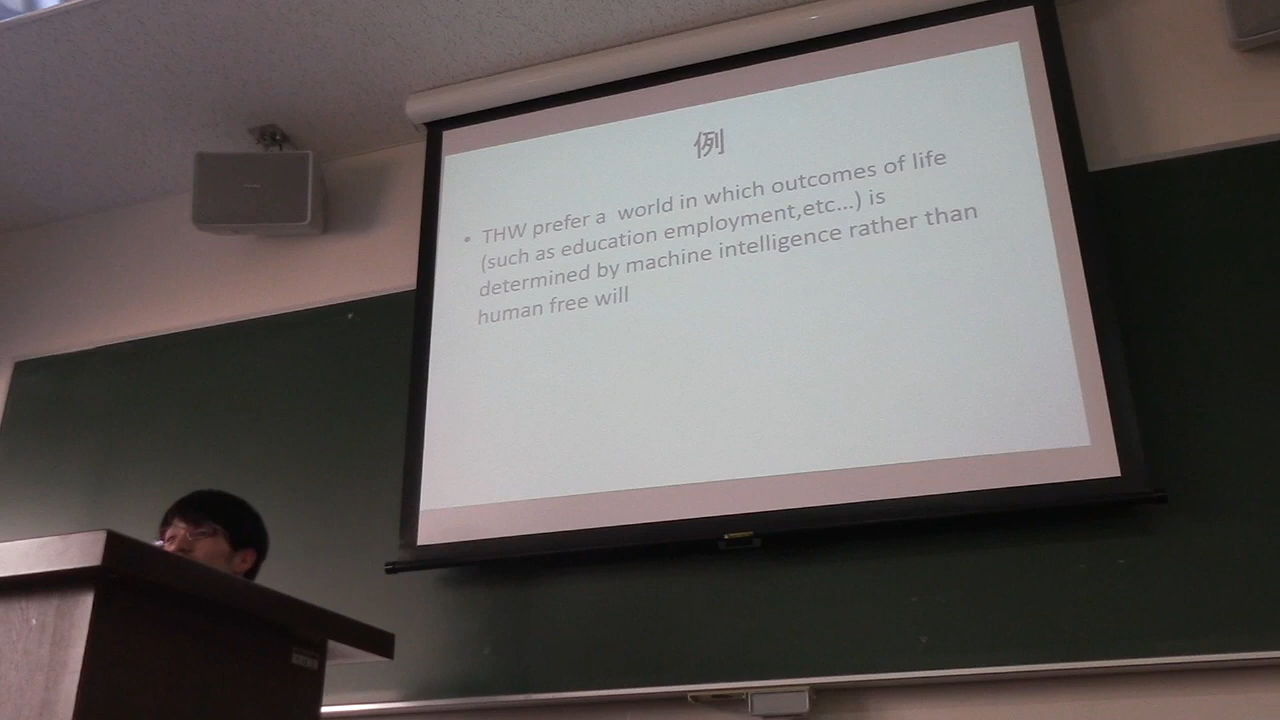 例
• THW prefer a world in which outcomes of life
(such as education employment,etc...) is
determined by machine intelligence rather than
human free will